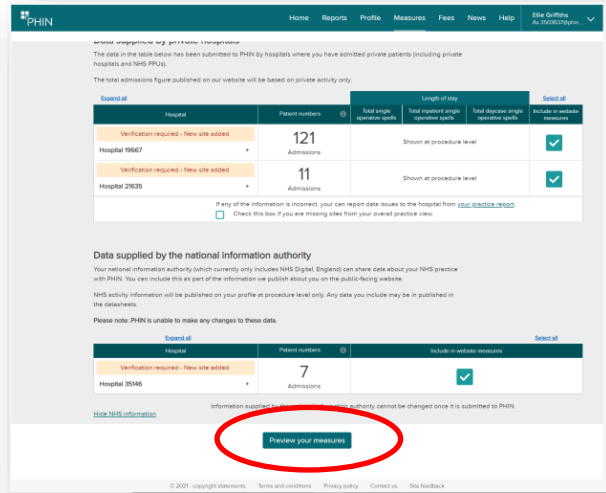 PHIN
Home Reports Profile Measures Fees News Help
Ellie Griffiths
As 3503637@phin...
Data supplied by private hospitals
The data in the table below has been submitted to PHIN by hospitals where you have admitted private patients (including private
hospitals and NHS PPUs).
The total admissions figure published on our website will be based on private activity only.
Expand all
Select all
Length of stay
Hospital
Patient numbers
Total single operative spells
Total inpatient single operative spells
Total daycase single operative spells
Include in website measures
Verification required - New site added
Hospital 19667 +
121
Admissions
Shown at procedure level
Verification required - New site added
Hospital 21635 +
11
Admissions
Shown at procedure level
If any of the information is incorrect, your can report data issues to the hospital from your practice report.
Check this box if you are missing sites from your overall practice view.
Data supplied by the national information authority
Your national information authority (which currently only includes NHS Digital, England) can share data about your NHS practice
with PHIN. You can include this as part of the information we publish about you on the public-facing website.
NHS activity information will be published on your profile at procedure level only. Any data you include may be in published in
the datasheets.
Please note: PHIN is unable to make any changes to these data.
Expand all
Select all
Hospital
Patient numbers
Include in website measures
Verification required - New site added
Hospital 35146 +
7
Admissions
Information supplied by the national information authority cannot be changed once it is submitted to PHIN.
Hide NHS information
Preview your measures
© 2021 - copyright statements Terms and conditions Privacy policy Contact us Site feedback